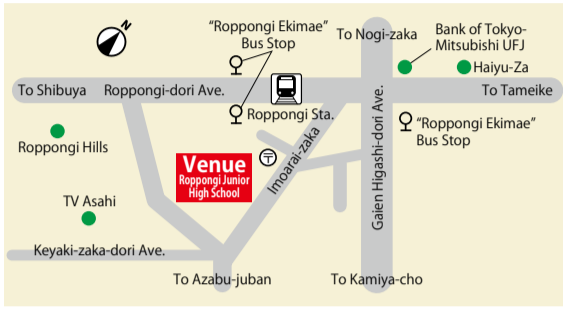 N
“Roppongi Ekimae”
Bus Stop
To Nogi-zaka
Bank of Tokyo-
Mitsubishi UFJ
Haiyu-Za
To Shibuya
Roppongi-dori Ave.
To Tameike
Roppongi Sta.
“Roppongi Ekimae”
Bus Stop
Roppongi Hills
Venue
Roppongi Junior
High School
〒
Imoarai-zaka
Gaien Higashi-dori Ave.
TV Asahi
Keyaki-zaka-dori Ave.
To Azabu-juban
To Kamiya-cho